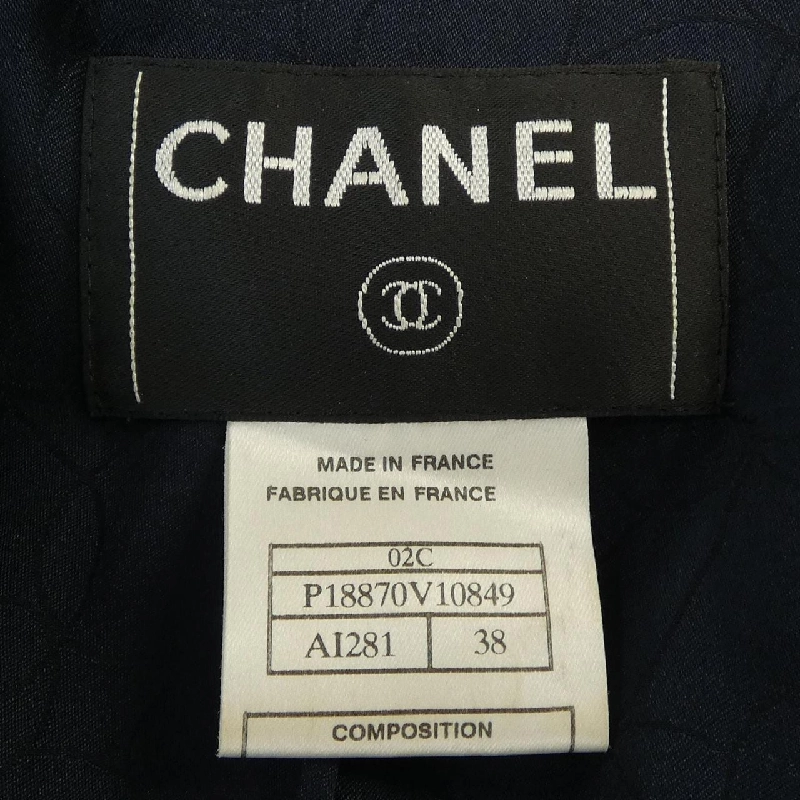 CHANEL
MADE IN FRANCE
FABRIQUE EN FRANCE
02C
P18870V10849
AI281 38
COMPOSITION